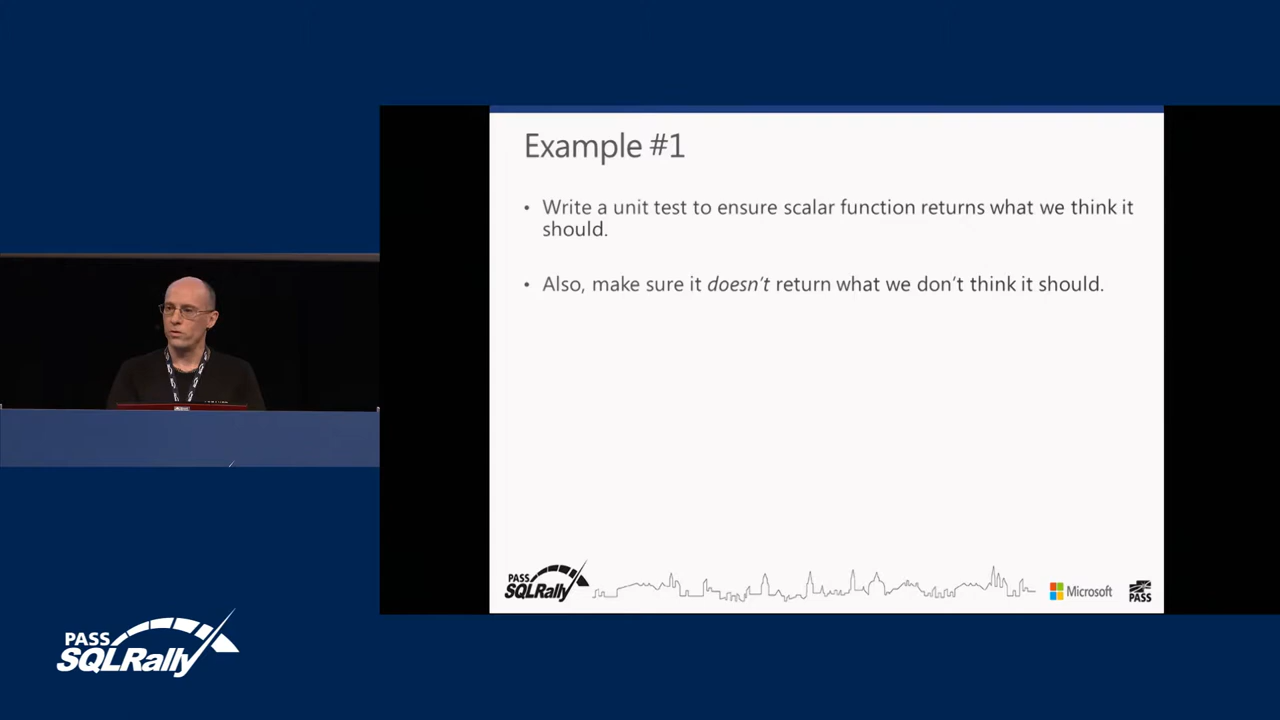 Example #1
• Write a unit test to ensure scalar function returns what we think it
should.
• Also, make sure it doesn't return what we don't think it should.
PASS
SQLRally
Microsoft
PASS
PASS
SQLRally